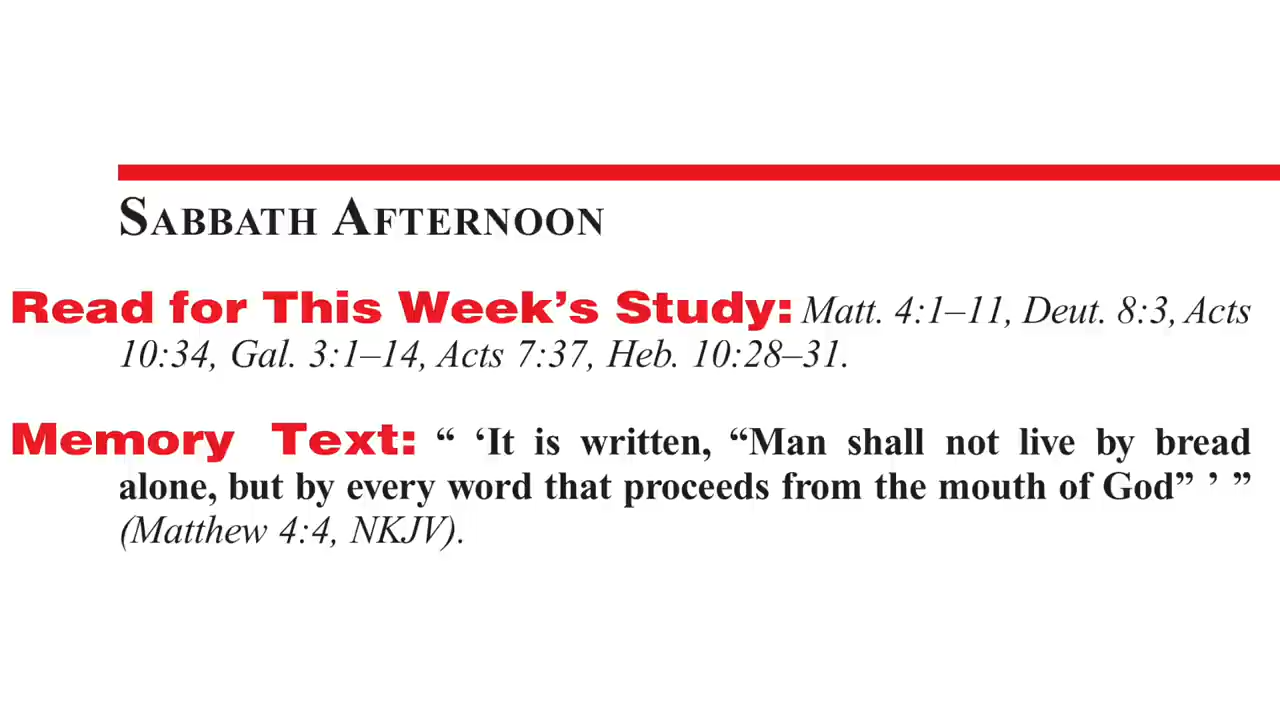 SABBATH AFTERNOON
Read for This Week’s Study: Matt. 4:1–11, Deut. 8:3, Acts
10:34, Gal. 3:1–14, Acts 7:37, Heb. 10:28–31.
Memory Text: “ ‘It is written, “Man shall not live by bread
alone, but by every word that proceeds from the mouth of God” ’ ”
(Matthew 4:4, NKJV).